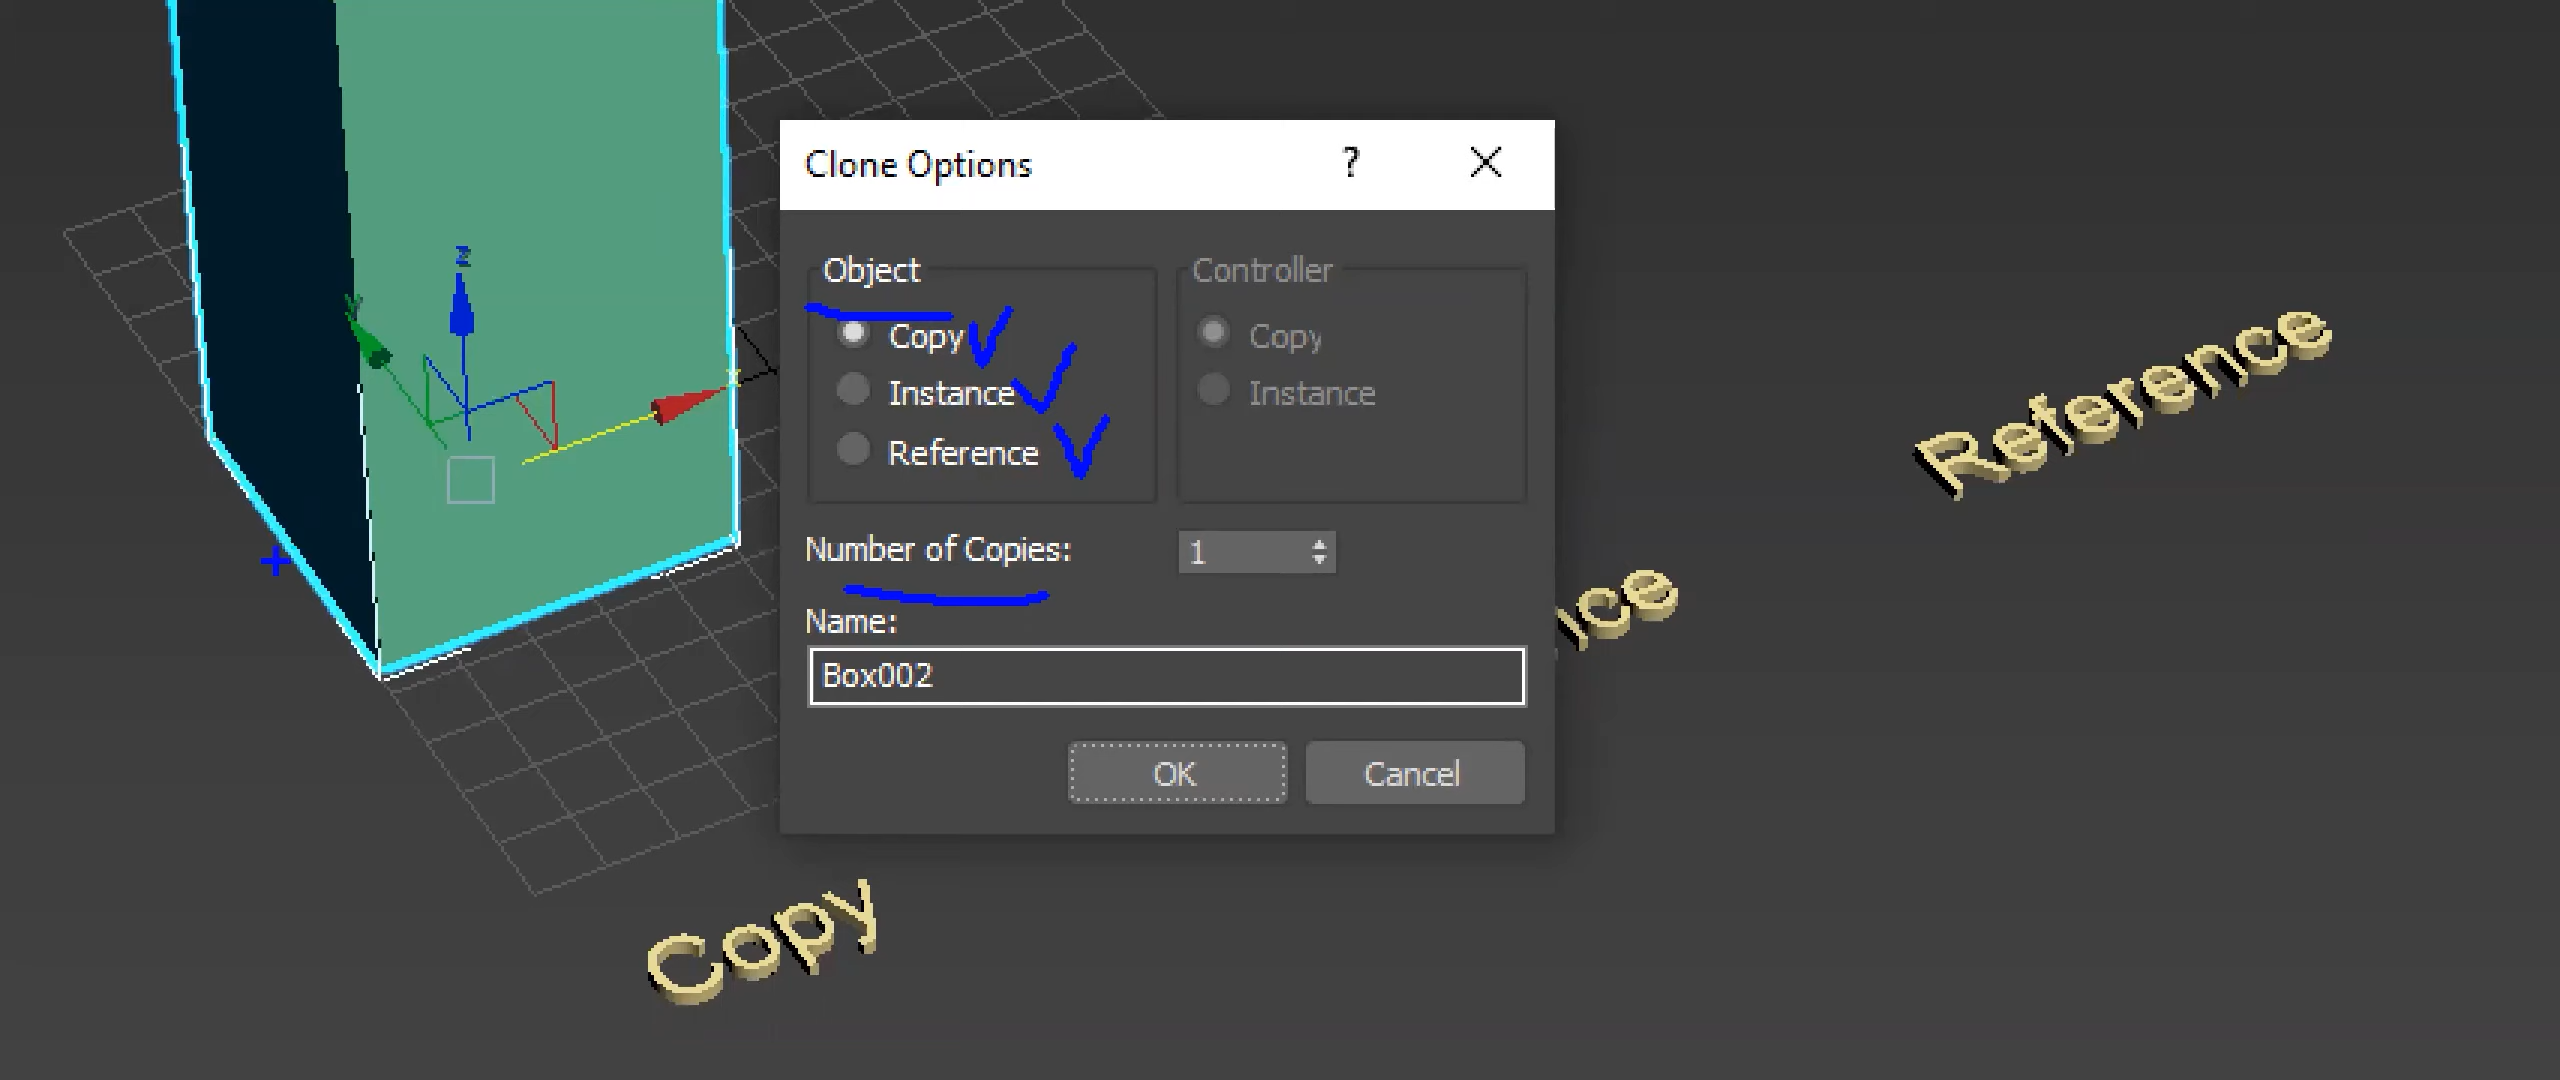 Clone Options
Object
Controller
Copy
Copy
Instance
Instance
Reference
Number of Copies:
1
Name:
Box002
OK
Cancel
z
y
x
Reference
nce
Copy